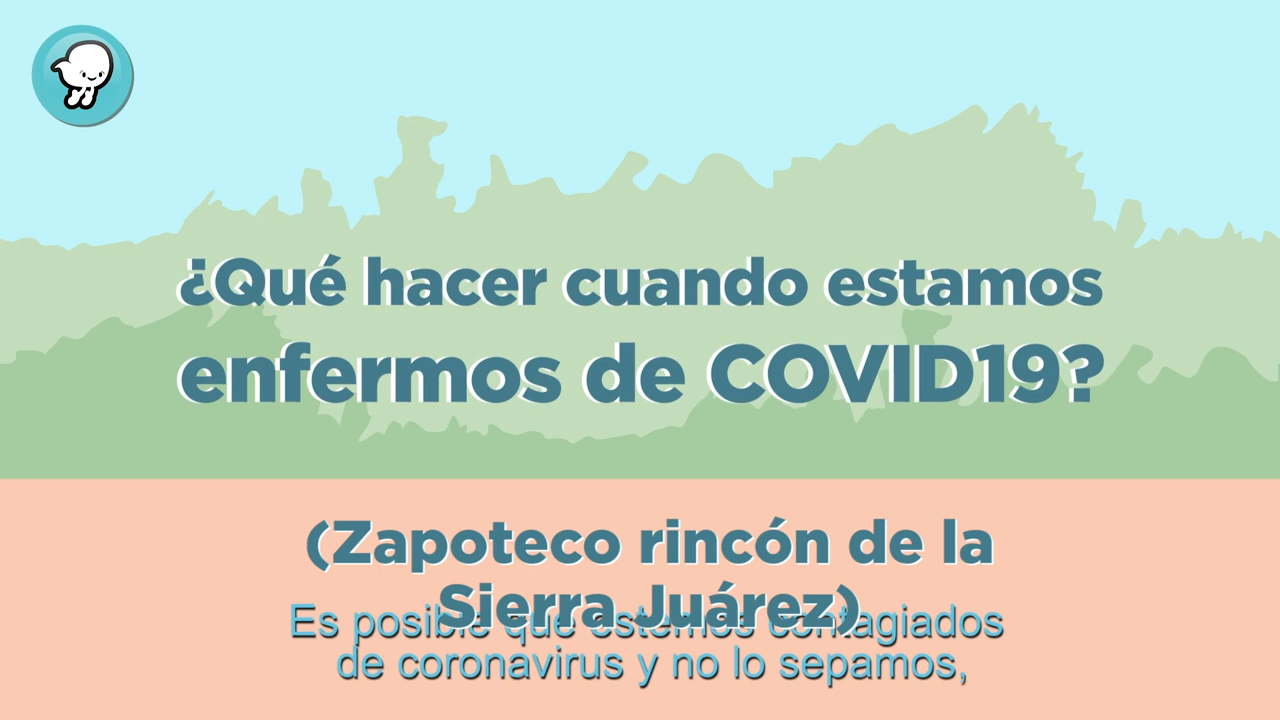 ¿Qué hacer cuando estamos
enfermos de COVID19?
(Zapoteco rincón de la
Sierra Juárez)
Es posible que estemos contagiados
de coronavirus y no lo sepamos,